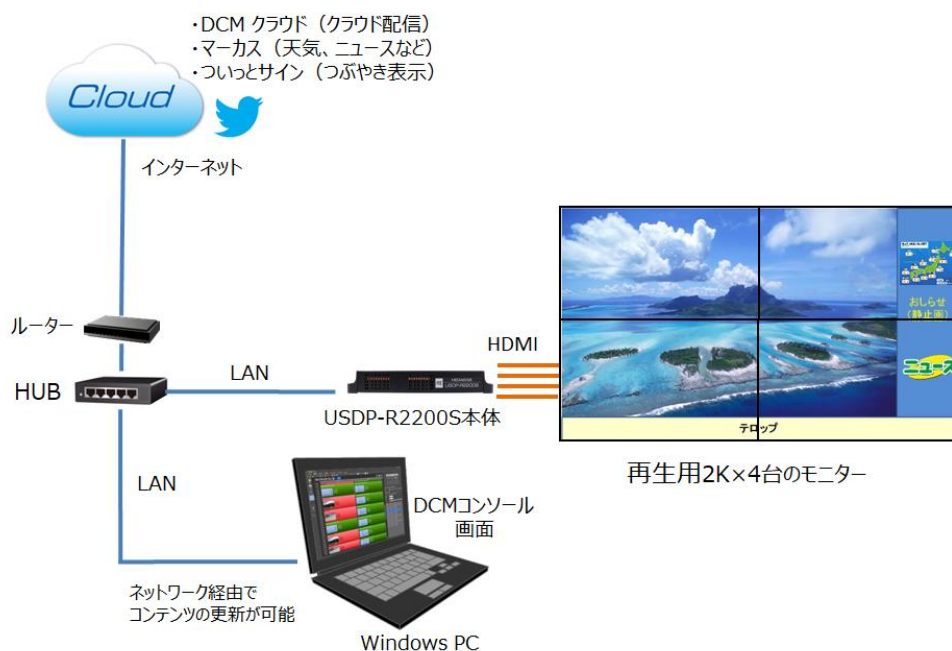 ・DCM クラウド（クラウド配信）
・マーカス（天気、ニュースなど）
・ついっとサイン（つぶやき表示）
Cloud
インターネット
ルーター
HUB
LAN
HDMI
USDP-R2200S本体
おしらせ
（静止画）
ニュース
テロップ
再生用2K×4台のモニター
LAN
DCMコンソール
画面
ネットワーク経由で
コンテンツの更新が可能
Windows PC